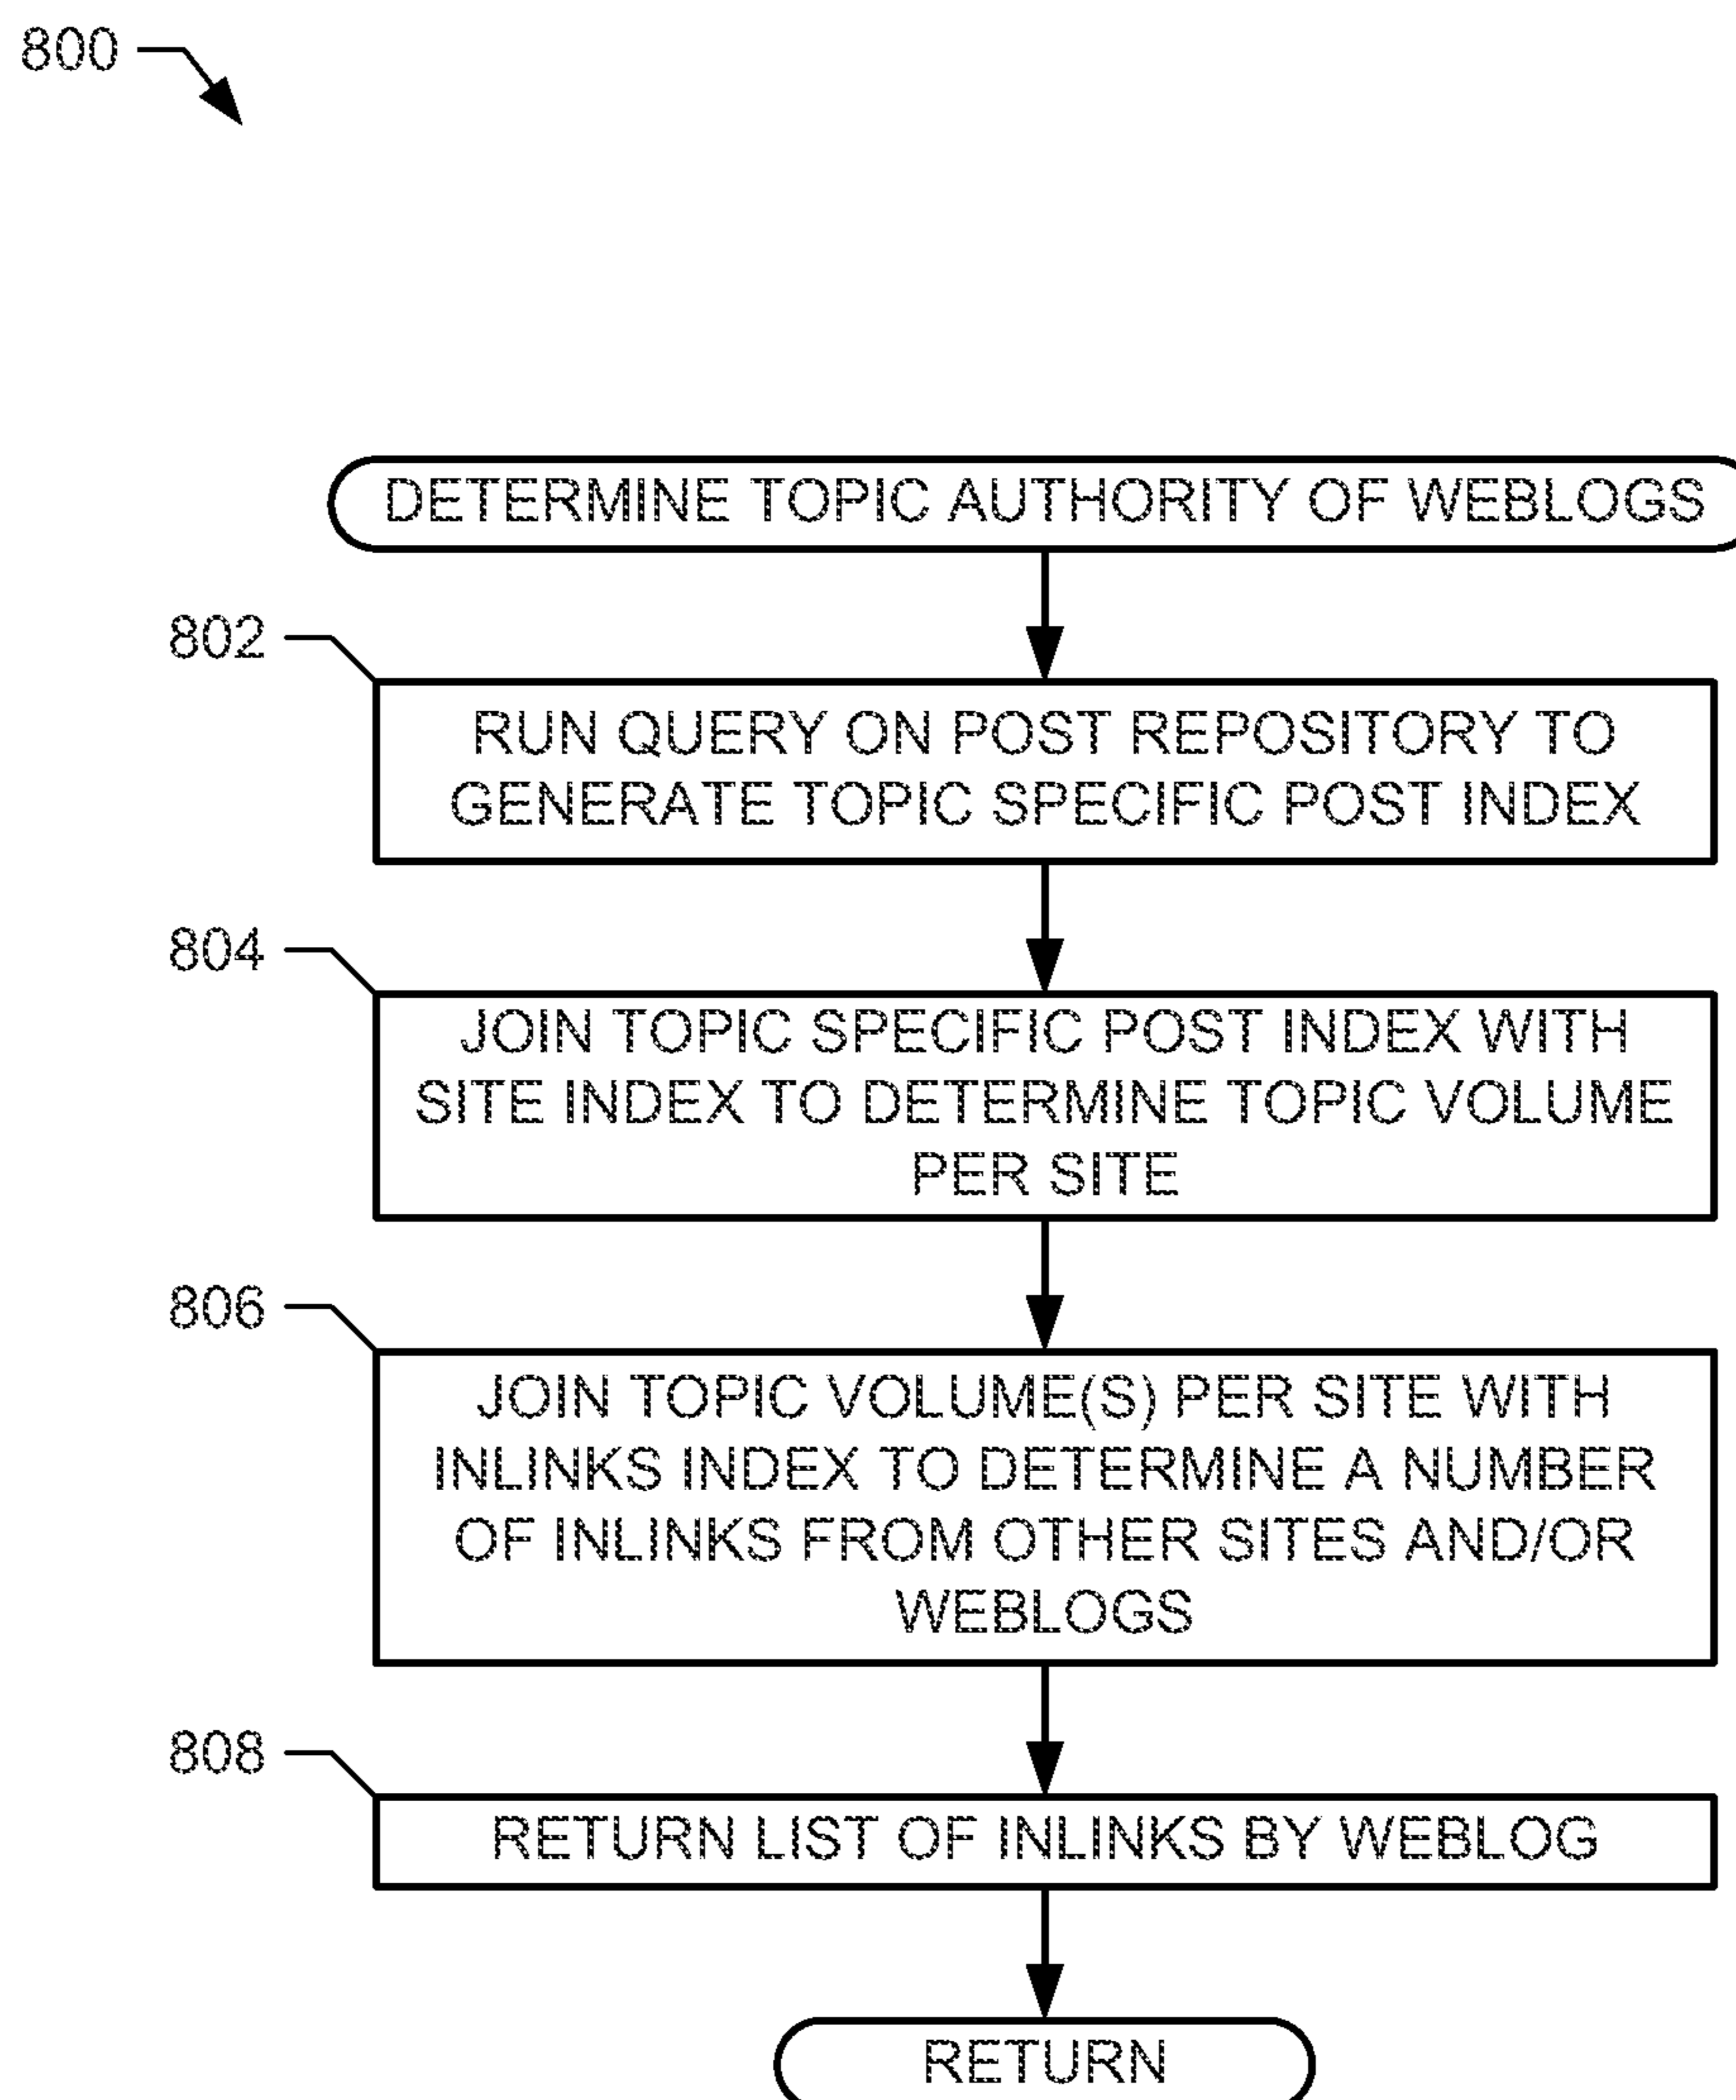 800
DETERMINE TOPIC AUTHORITY OF WEBLOGS
802
RUN QUERY ON POST REPOSITORY TO
GENERATE TOPIC SPECIFIC POST INDEX
804
JOIN TOPIC SPECIFIC POST INDEX WITH
SITE INDEX TO DETERMINE TOPIC VOLUME
PER SITE
806
JOIN TOPIC VOLUME(S) PER SITE WITH
INLINKS INDEX TO DETERMINE A NUMBER
OF INLINKS FROM OTHER SITES AND/OR
WEBLOGS
808
RETURN LIST OF INLINKS BY WEBLOG
RETURN